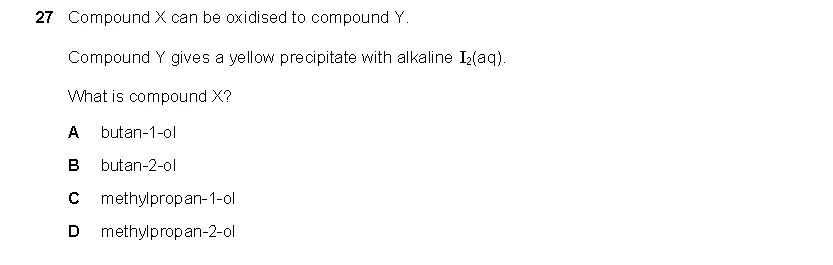 27 Compound X can be oxidised to compound Y.
Compound Y gives a yellow precipitate with alkaline I₂(aq).
What is compound X?
A butan-1-ol
B butan-2-ol
C methylpropan-1-ol
D methylpropan-2-ol